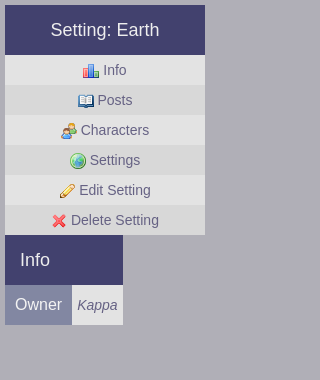 Setting: Earth
Info
Posts
Characters
Settings
Edit Setting
Delete Setting
Info
Owner Kappa